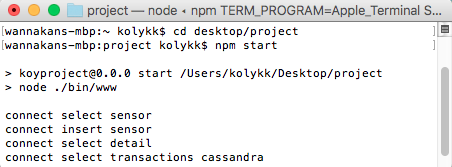 project — node ◂ npm TERM_PROGRAM=Apple_Terminal S...
[wannakans-mbp:~ kolykk$ cd desktop/project
[wannakans-mbp:project kolykk$ npm start
> koyproject@0.0.0 start /Users/kolykk/Desktop/project
> node ./bin/www
connect select sensor
connect insert sensor
connect select detail
connect select transactions cassandra